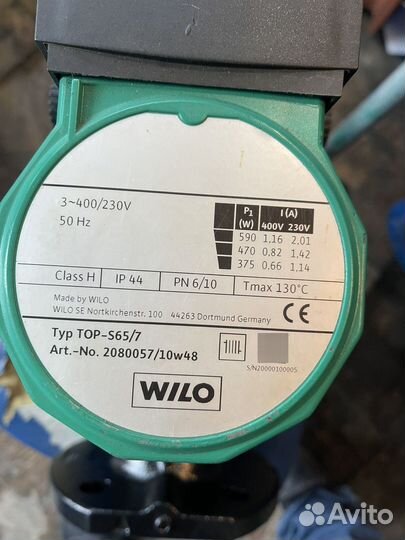 3~400/230V
50 Hz
P1 I (A)
(W) 400V 230V
590 1,16 2.01
470 0.82 1,42
375 0.66 1,14
Class H IP 44 PN 6/10 Tmax 130°C
Made by WILO
WILO SE Nortkirchenstr. 100 44263 Dortmund Germany
CE
Typ TOP-S65/7
Art.-No. 2080057/10w48
S/N20000100005
WILO
Avito